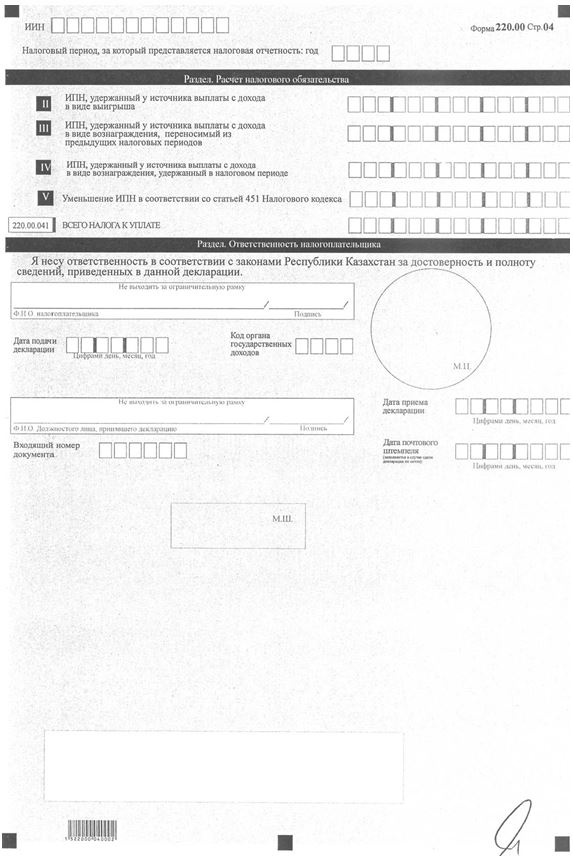 ИИН
Форма 220.00 Стр.04
Налоговый период, за который представляется налоговая отчетность: год
Раздел. Расчет налогового обязательства
II ИПН, удержанный у источника выплаты с дохода
в виде выигрыша
III ИПН, удержанный у источника выплаты с дохода
в виде вознаграждения, переносимый из
предыдущих налоговых периодов
IV ИПН, удержанный у источника выплаты с дохода
в виде вознаграждения, удержанный в налоговом периоде
V Уменьшение ИПН в соответствии со статьей 451 Налогового кодекса
220.00.041 ВСЕГО НАЛОГА К УПЛАТЕ
Раздел. Ответственность налогоплательщика
Я несу ответственность в соответствии с законами Республики Казахстан за достоверность и полноту
сведений, приведенных в данной декларации.
Не выходить за ограничительную рамку
/ /
Ф.И.О. налогоплательщика Подпись
М.П.
Дата подачи
декларации
Цифрами день, месяц, год
Код органа
государственных
доходов
Не выходить за ограничительную рамку
/ /
Ф.И.О. Должностного лица, принявшего декларацию Подпись
Дата приема
декларации
Цифрами день, месяц, год
Входящий номер
документа
Дата почтового
штемпеля
(заполняется в случае сдачи
декларации по почте)
Цифрами день, месяц, год
М.Ш.